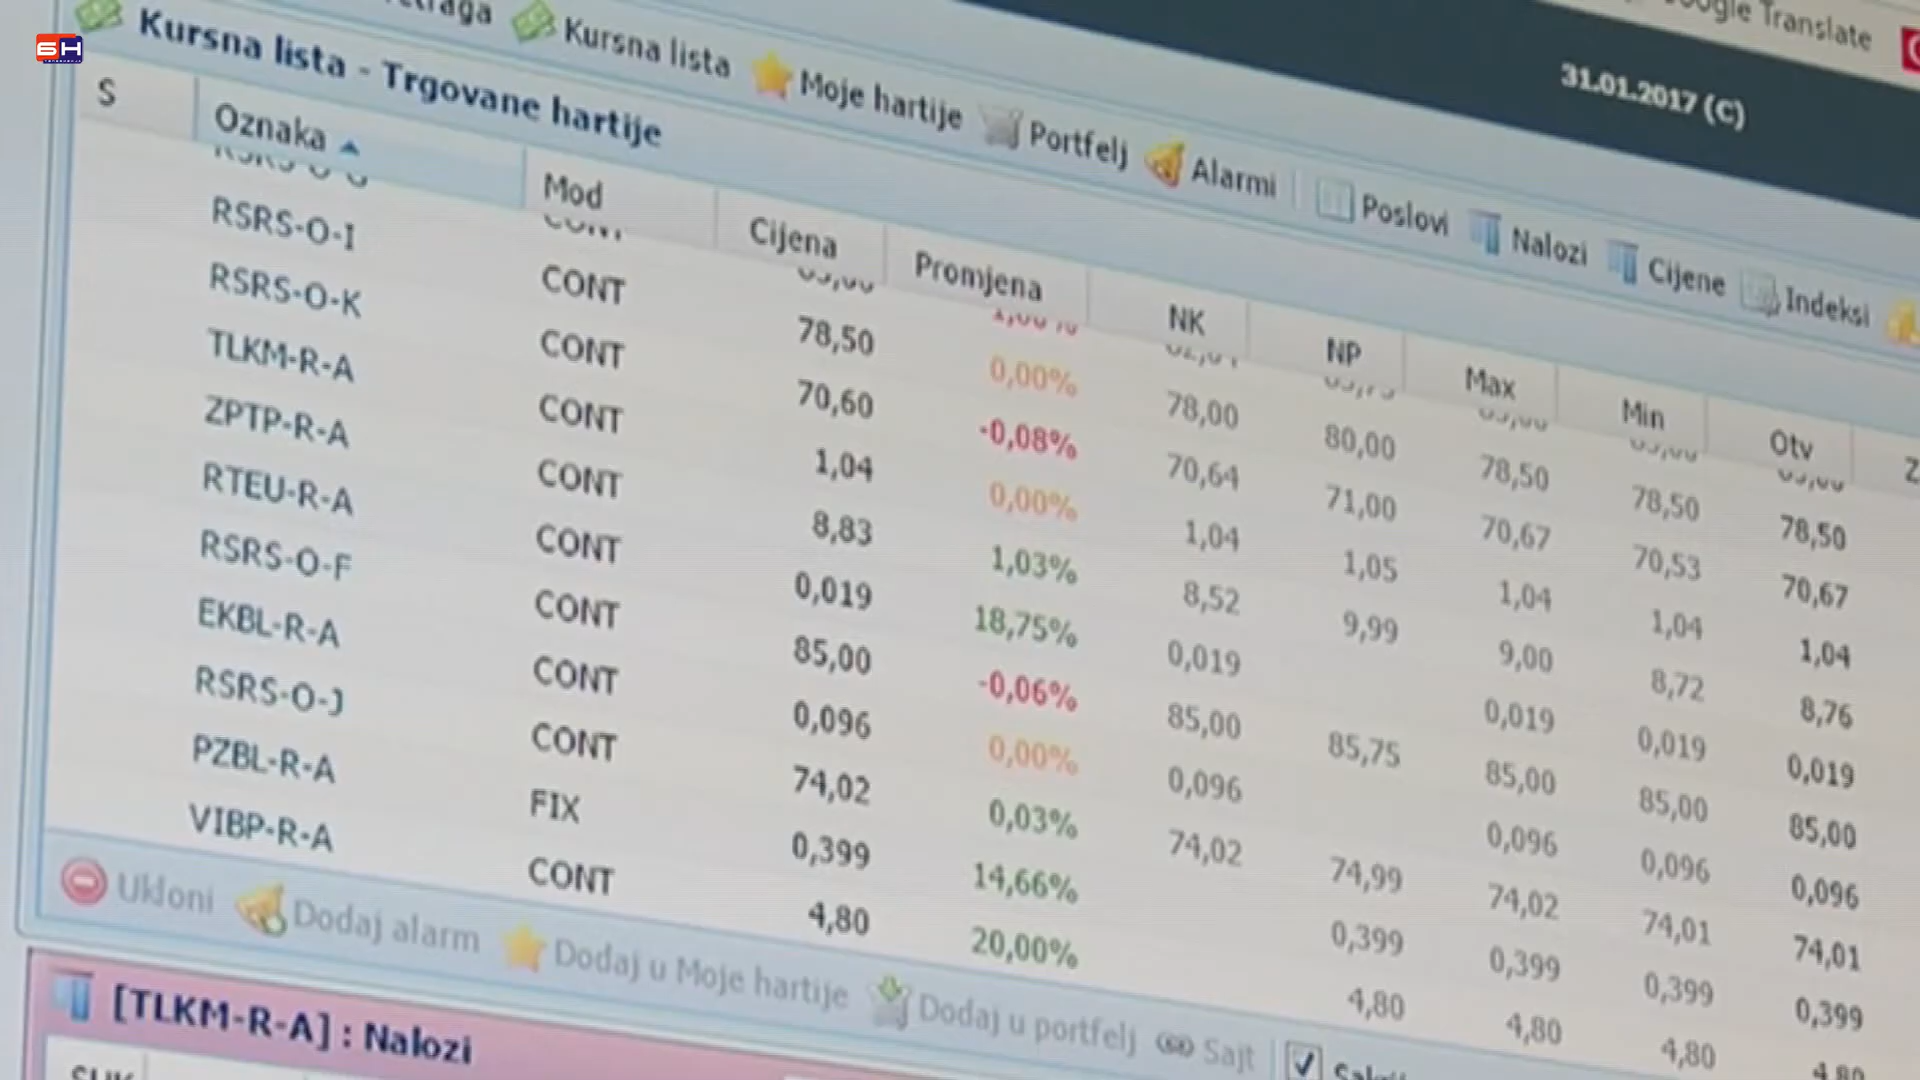 Google Translate
31.01.2017 (C)
БН
Kursna lista Moje hartije Portfelj Alarmi Poslovi Nalozi Cijene Indeksi
Kursna lista - Trgovane hartije
S Oznaka Mod Cijena Promjena NK NP Max Min Otv
RSRS-O-I CONT 78,50 0,00% 78,00 80,00 78,50 78,50 78,50
RSRS-O-K CONT 70,60 -0,08% 70,64 71,00 70,67 70,53 70,67
TLKM-R-A CONT 1,04 0,00% 1,04 1,05 1,04 1,04 1,04
ZPTP-R-A CONT 8,83 1,03% 8,52 9,99 9,00 8,72 8,76
RTEU-R-A CONT 0,019 18,75% 0,019 0,019 0,019 0,019
RSRS-O-F CONT 85,00 -0,06% 85,00 85,75 85,00 85,00 85,00
EKBL-R-A CONT 0,096 0,00% 0,096 0,096 0,096 0,096
RSRS-O-J CONT 74,02 0,03% 74,02 74,99 74,02 74,01 74,01
PZBL-R-A FIX 0,399 14,66% 0,399 0,399 0,399 0,399
VIBP-R-A CONT 4,80 20,00% 4,80 4,80 4,80 4,80
Ukloni Dodaj alarm Dodaj u Moje hartije Dodaj u portfelj Sajt
[TLKM-R-A] : Nalozi